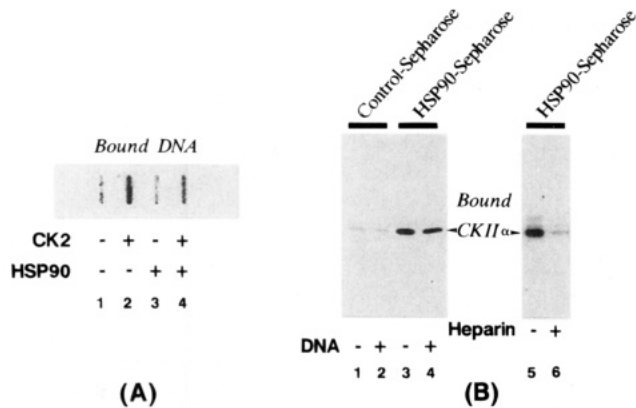 Bound DNA
CK2 - + - +
HSP90 - - + +
1 2 3 4
(A)
Control-Sepharose
HSP90-Sepharose
HSP90-Sepharose
Bound
CKII α
Heparin - +
DNA - + - +
1 2 3 4 5 6
(B)